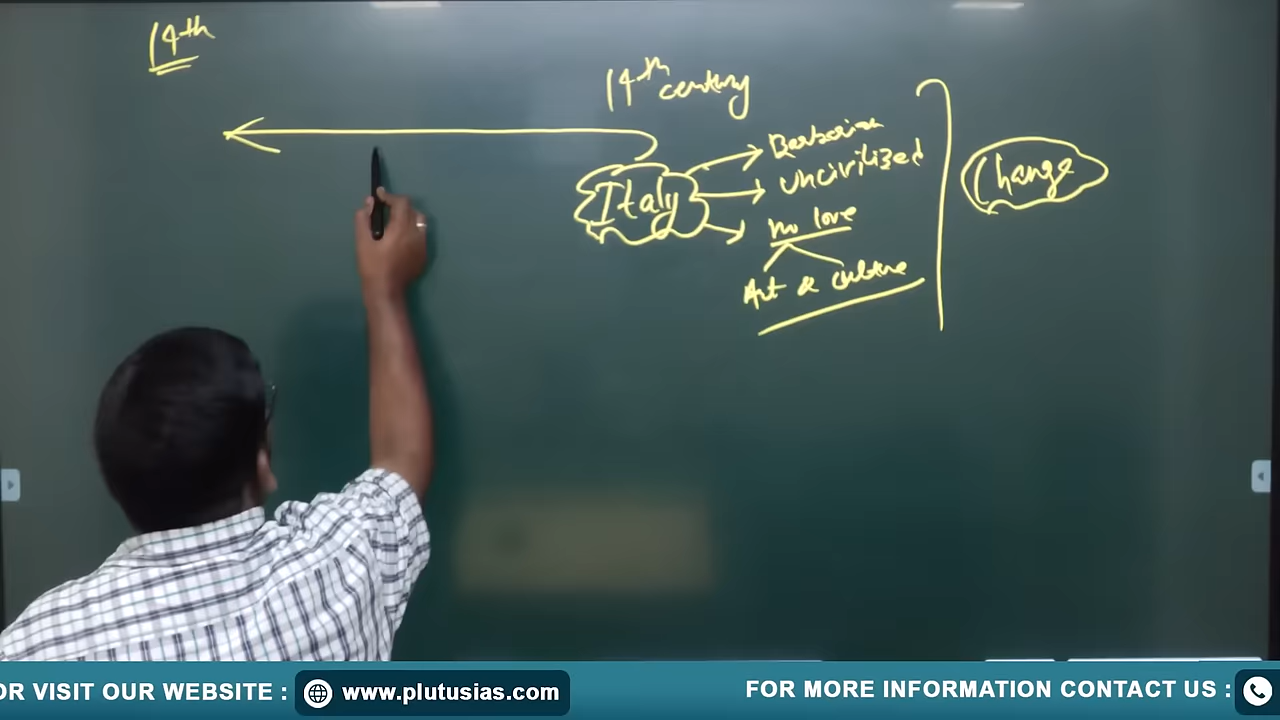 14th
14th century
Italy
Barbarian
uncivilized
no love
Art & culture
Change
OR VISIT OUR WEBSITE : www.plutusias.com
FOR MORE INFORMATION CONTACT US :